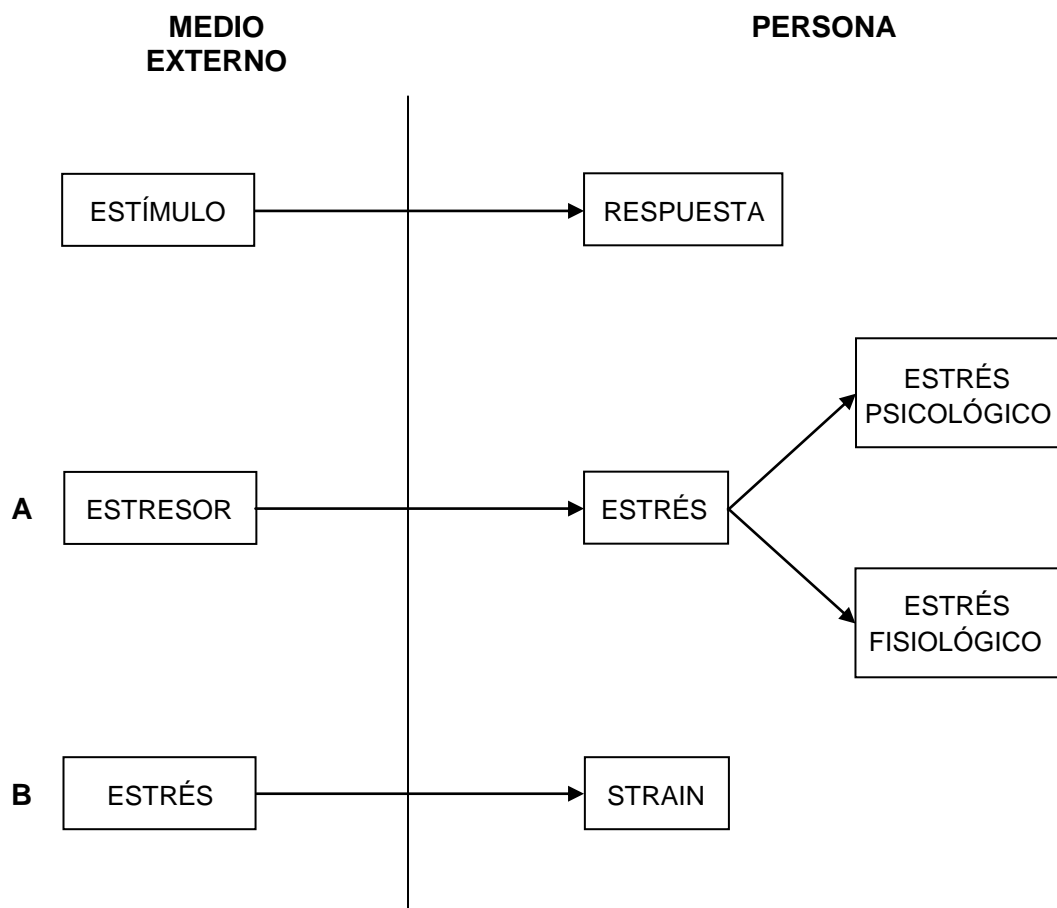 MEDIO
EXTERNO
PERSONA
ESTÍMULO
RESPUESTA
ESTRÉS
PSICOLÓGICO
A
ESTRESOR
ESTRÉS
ESTRÉS
FISIOLÓGICO
B
ESTRÉS
STRAIN